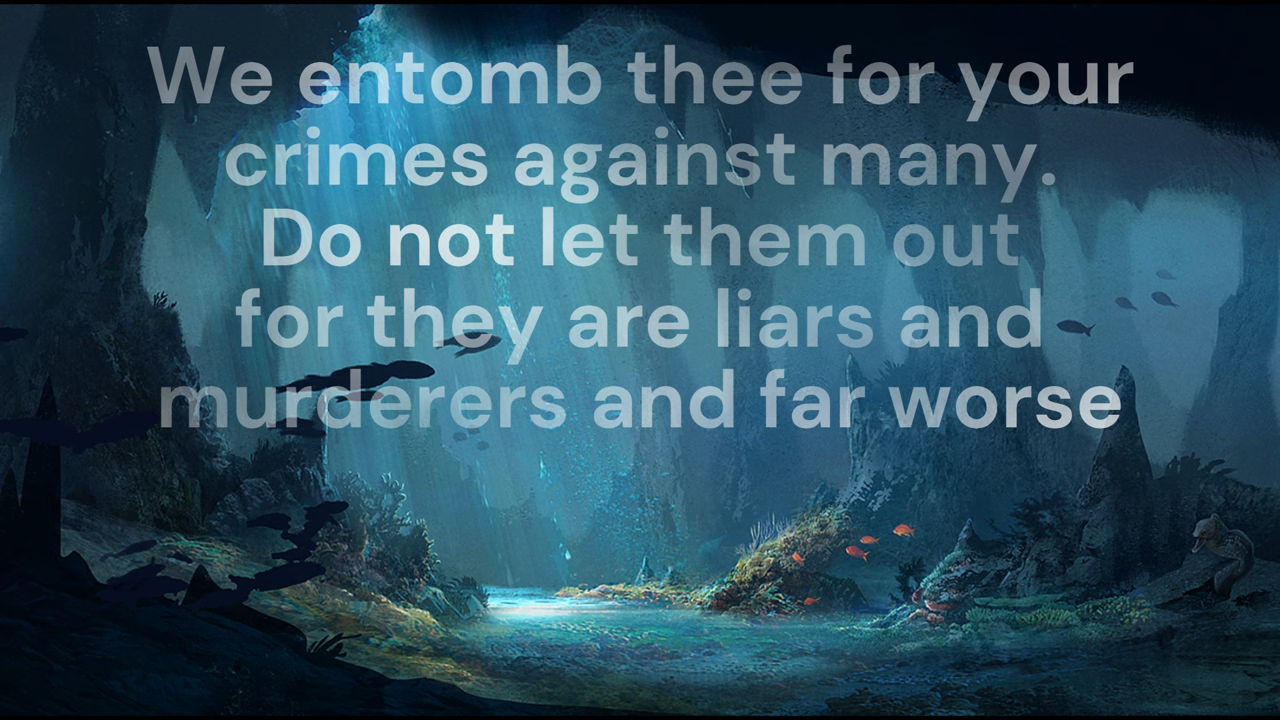 We entomb thee for your
crimes against many.
Do not let them out
for they are liars and
murderers and far worse